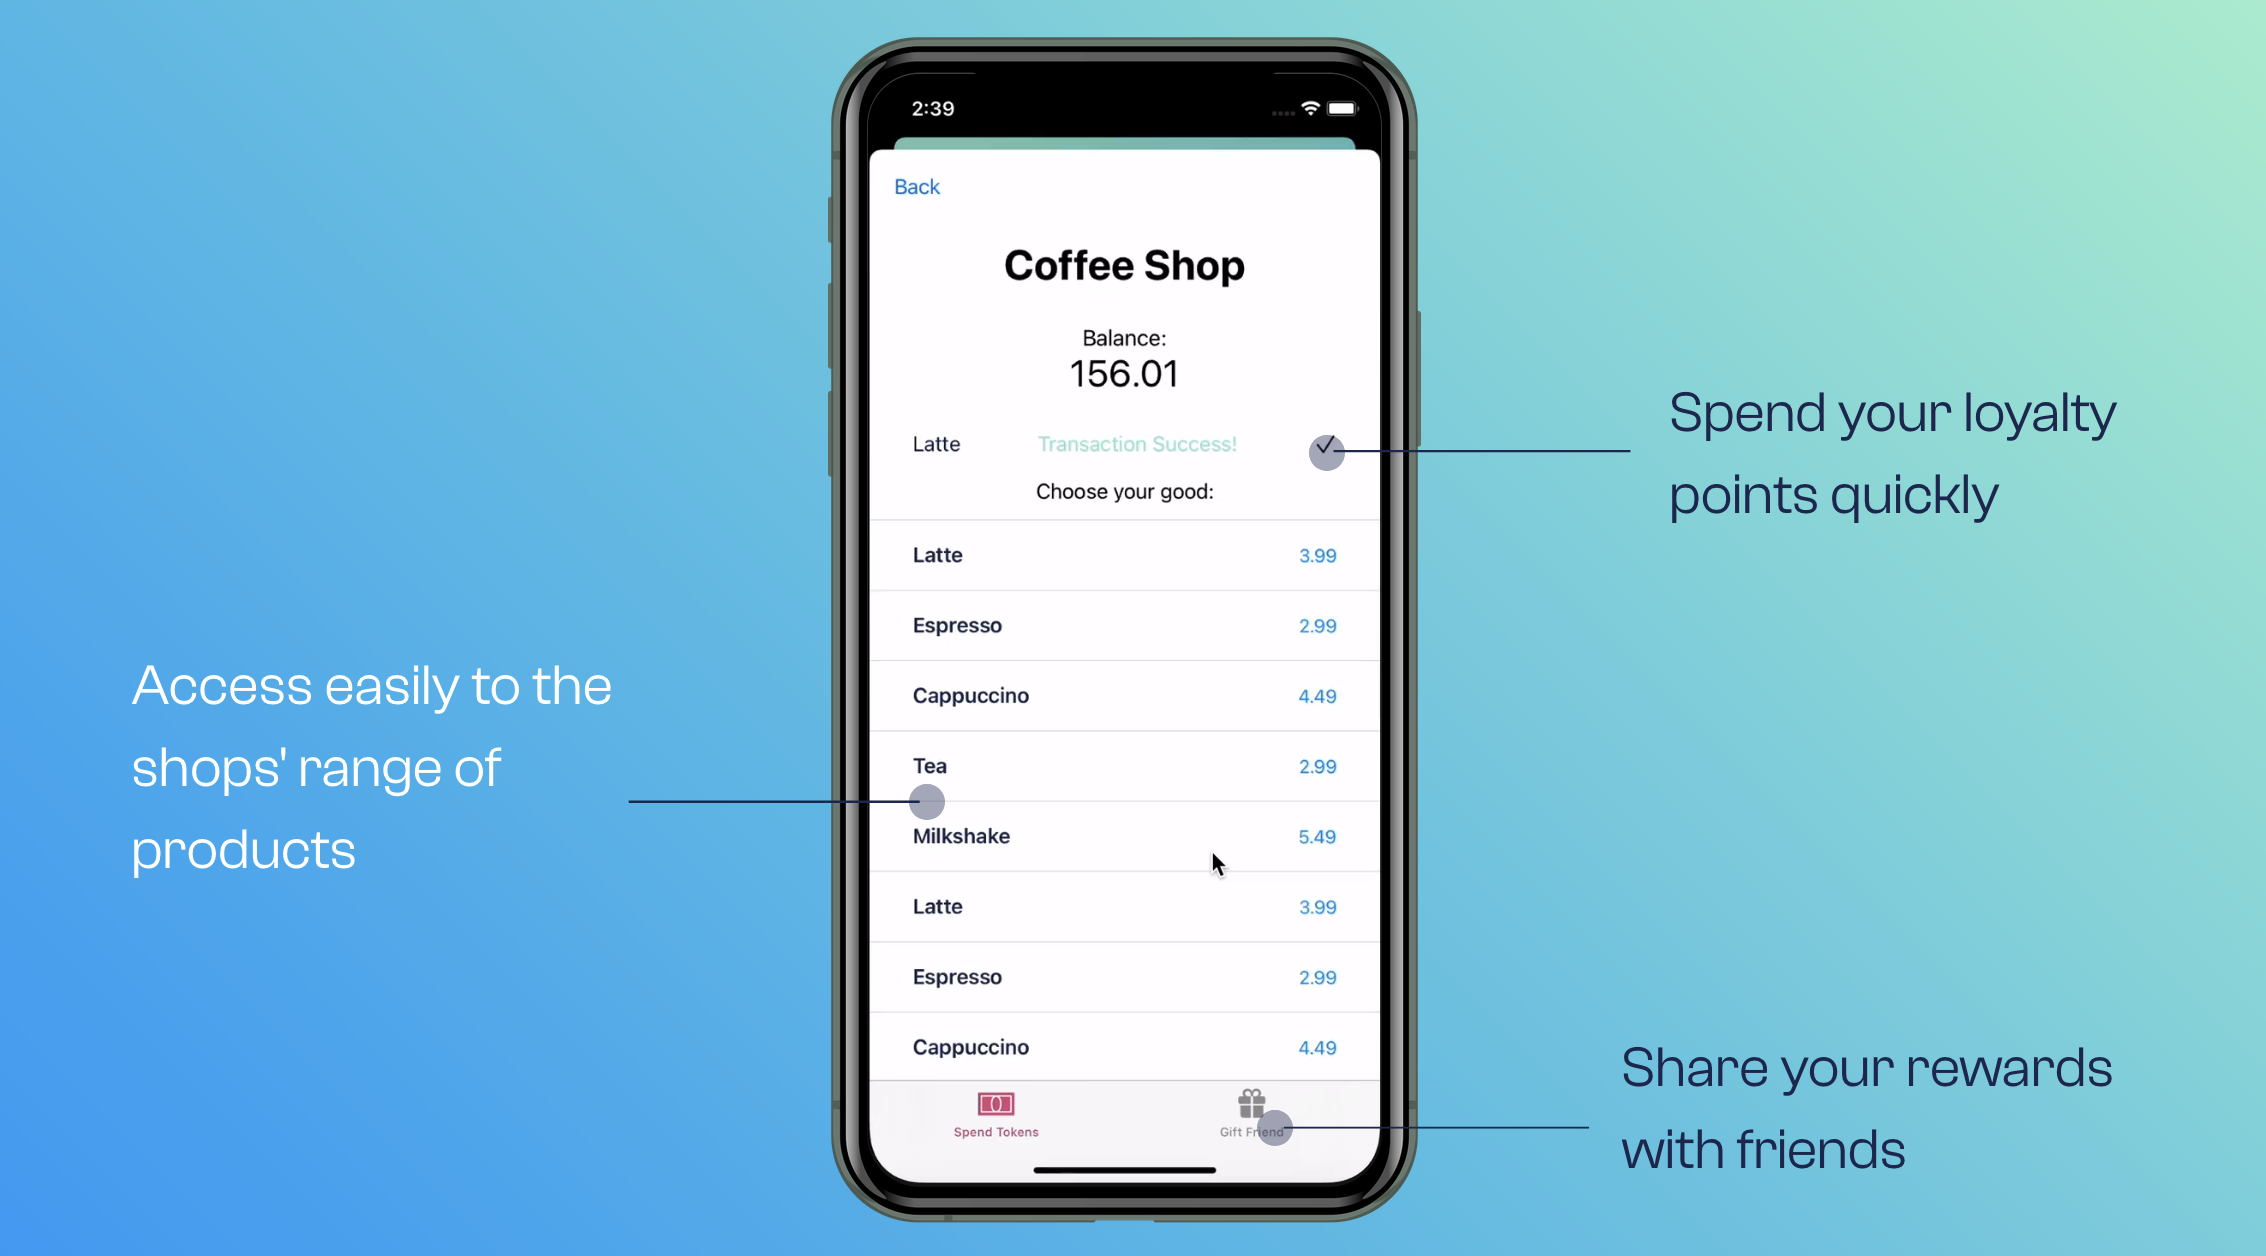 2:39
Back
Coffee Shop
Balance:
156.01
Latte Transaction Success!
Choose your good:
Latte 3.99
Espresso 2.99
Cappuccino 4.49
Tea 2.99
Milkshake 5.49
Latte 3.99
Espresso 2.99
Cappuccino 4.49
Spend Tokens Gift Friend
Access easily to the
shops' range of
products
Spend your loyalty
points quickly
Share your rewards
with friends